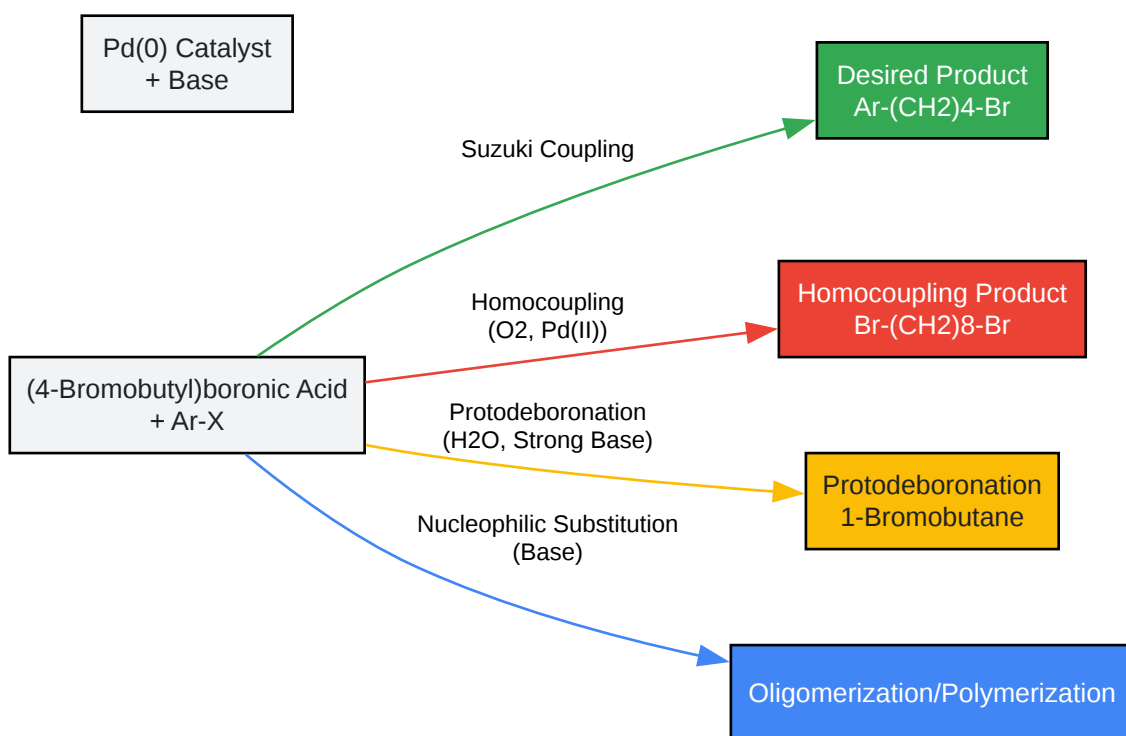 Pd(0) Catalyst
+ Base
Desired Product
Ar-(CH2)4-Br
Suzuki Coupling
Homocoupling
(O2, Pd(II))
Homocoupling Product
Br-(CH2)8-Br
(4-Bromobutyl)boronic Acid
+ Ar-X
Protodeboronation
(H2O, Strong Base)
Protodeboronation
1-Bromobutane
Nucleophilic Substitution
(Base)
Oligomerization/Polymerization